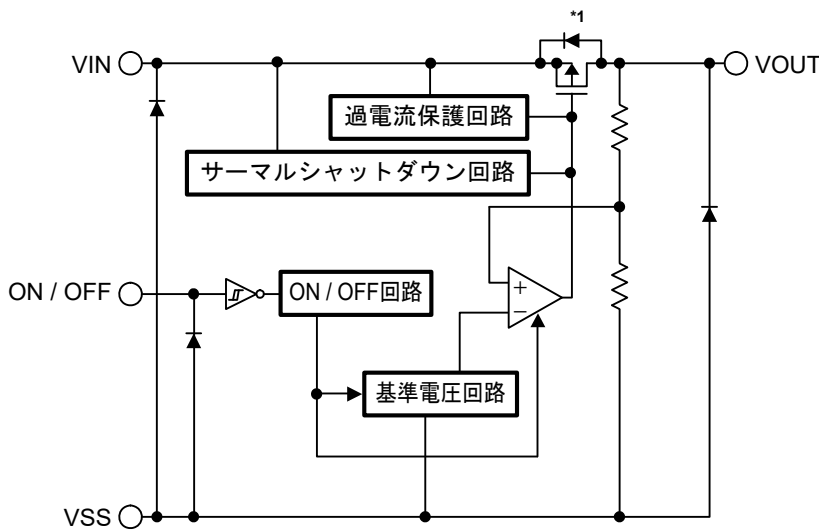 *1
VIN
VOUT
過電流保護回路
サーマルシャットダウン回路
ON / OFF
ON / OFF回路
+
−
基準電圧回路
VSS